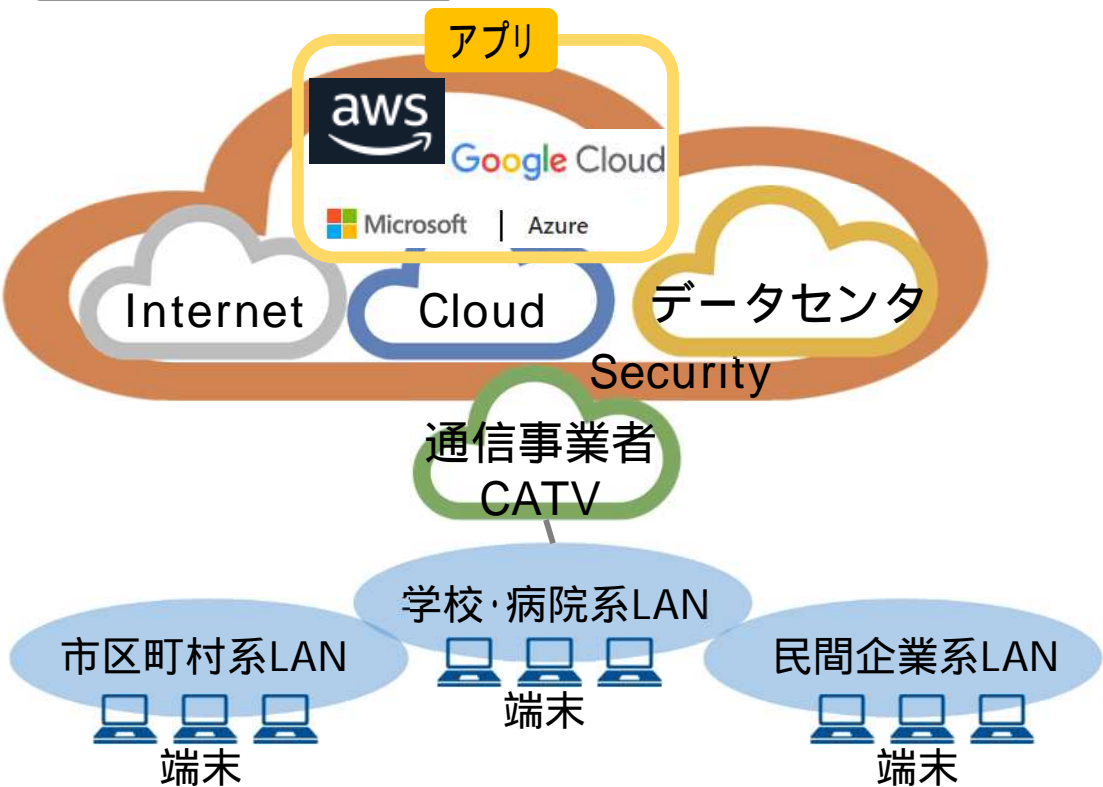 アプリ
aws
Google Cloud
Microsoft | Azure
Internet
Cloud
データセンタ
Security
通信事業者
CATV
学校・病院系LAN
市区町村系LAN
民間企業系LAN
端末
端末
端末